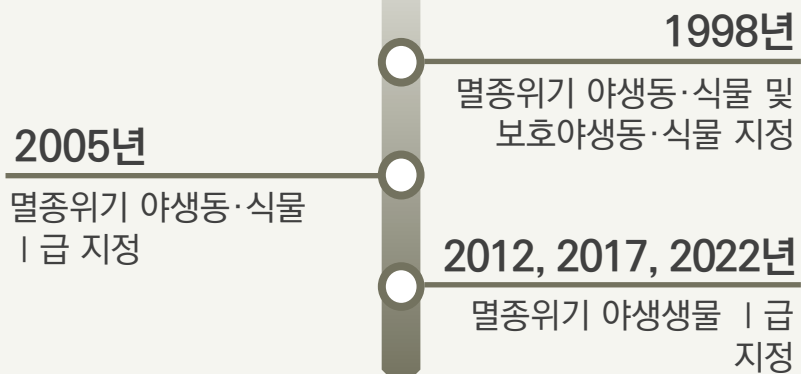 1998년
멸종위기 야생동·식물 및
보호야생동·식물 지정
2005년
멸종위기 야생동·식물
Ⅰ급 지정
2012, 2017, 2022년
멸종위기 야생생물 Ⅰ급
지정